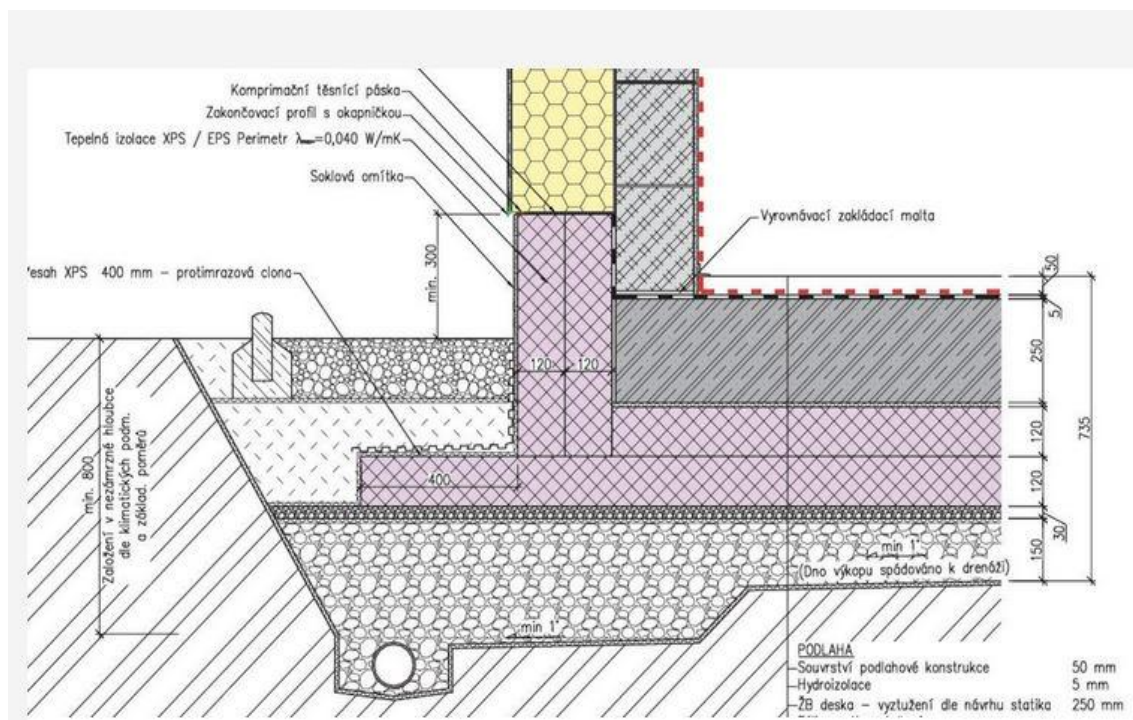 Komprimační těsnící páska
Zakončovací profil s okapničkou
Tepelná izolace XPS / EPS Perimetr λ =0,040 W/mK
Soklová omítka
Vyrovnávací zakládací malta
esah XPS 400 mm – protimrazová clona
min. 300
50
5
250
120
120
735
120
120
400
30
150
min. 800
Založení v nezámrzné hloubce
dle klimatických podm.
a základ. poměrů
min 1°
(Dno výkopu spádováno k drenáži)
min 1°
PODLAHA
Souvrství podlahové konstrukce 50 mm
Hydroizolace 5 mm
ŽB deska – vyztužení dle návrhu statika 250 mm